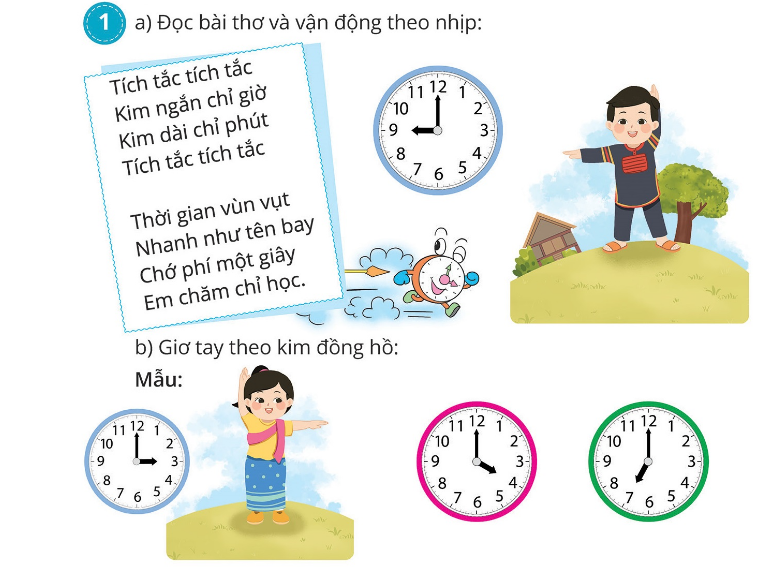 1 a) Đọc bài thơ và vận động theo nhịp:
Tích tắc tích tắc
Kim ngắn chỉ giờ
Kim dài chỉ phút
Tích tắc tích tắc
Thời gian vùn vụt
Nhanh như tên bay
Chớ phí một giây
Em chăm chỉ học.
12 1 2 3 4 5 6 7 8 9 10 11
b) Giơ tay theo kim đồng hồ:
Mẫu:
12 1 2 3 4 5 6 7 8 9 10 11
12 1 2 3 4 5 6 7 8 9 10 11
12 1 2 3 4 5 6 7 8 9 10 11